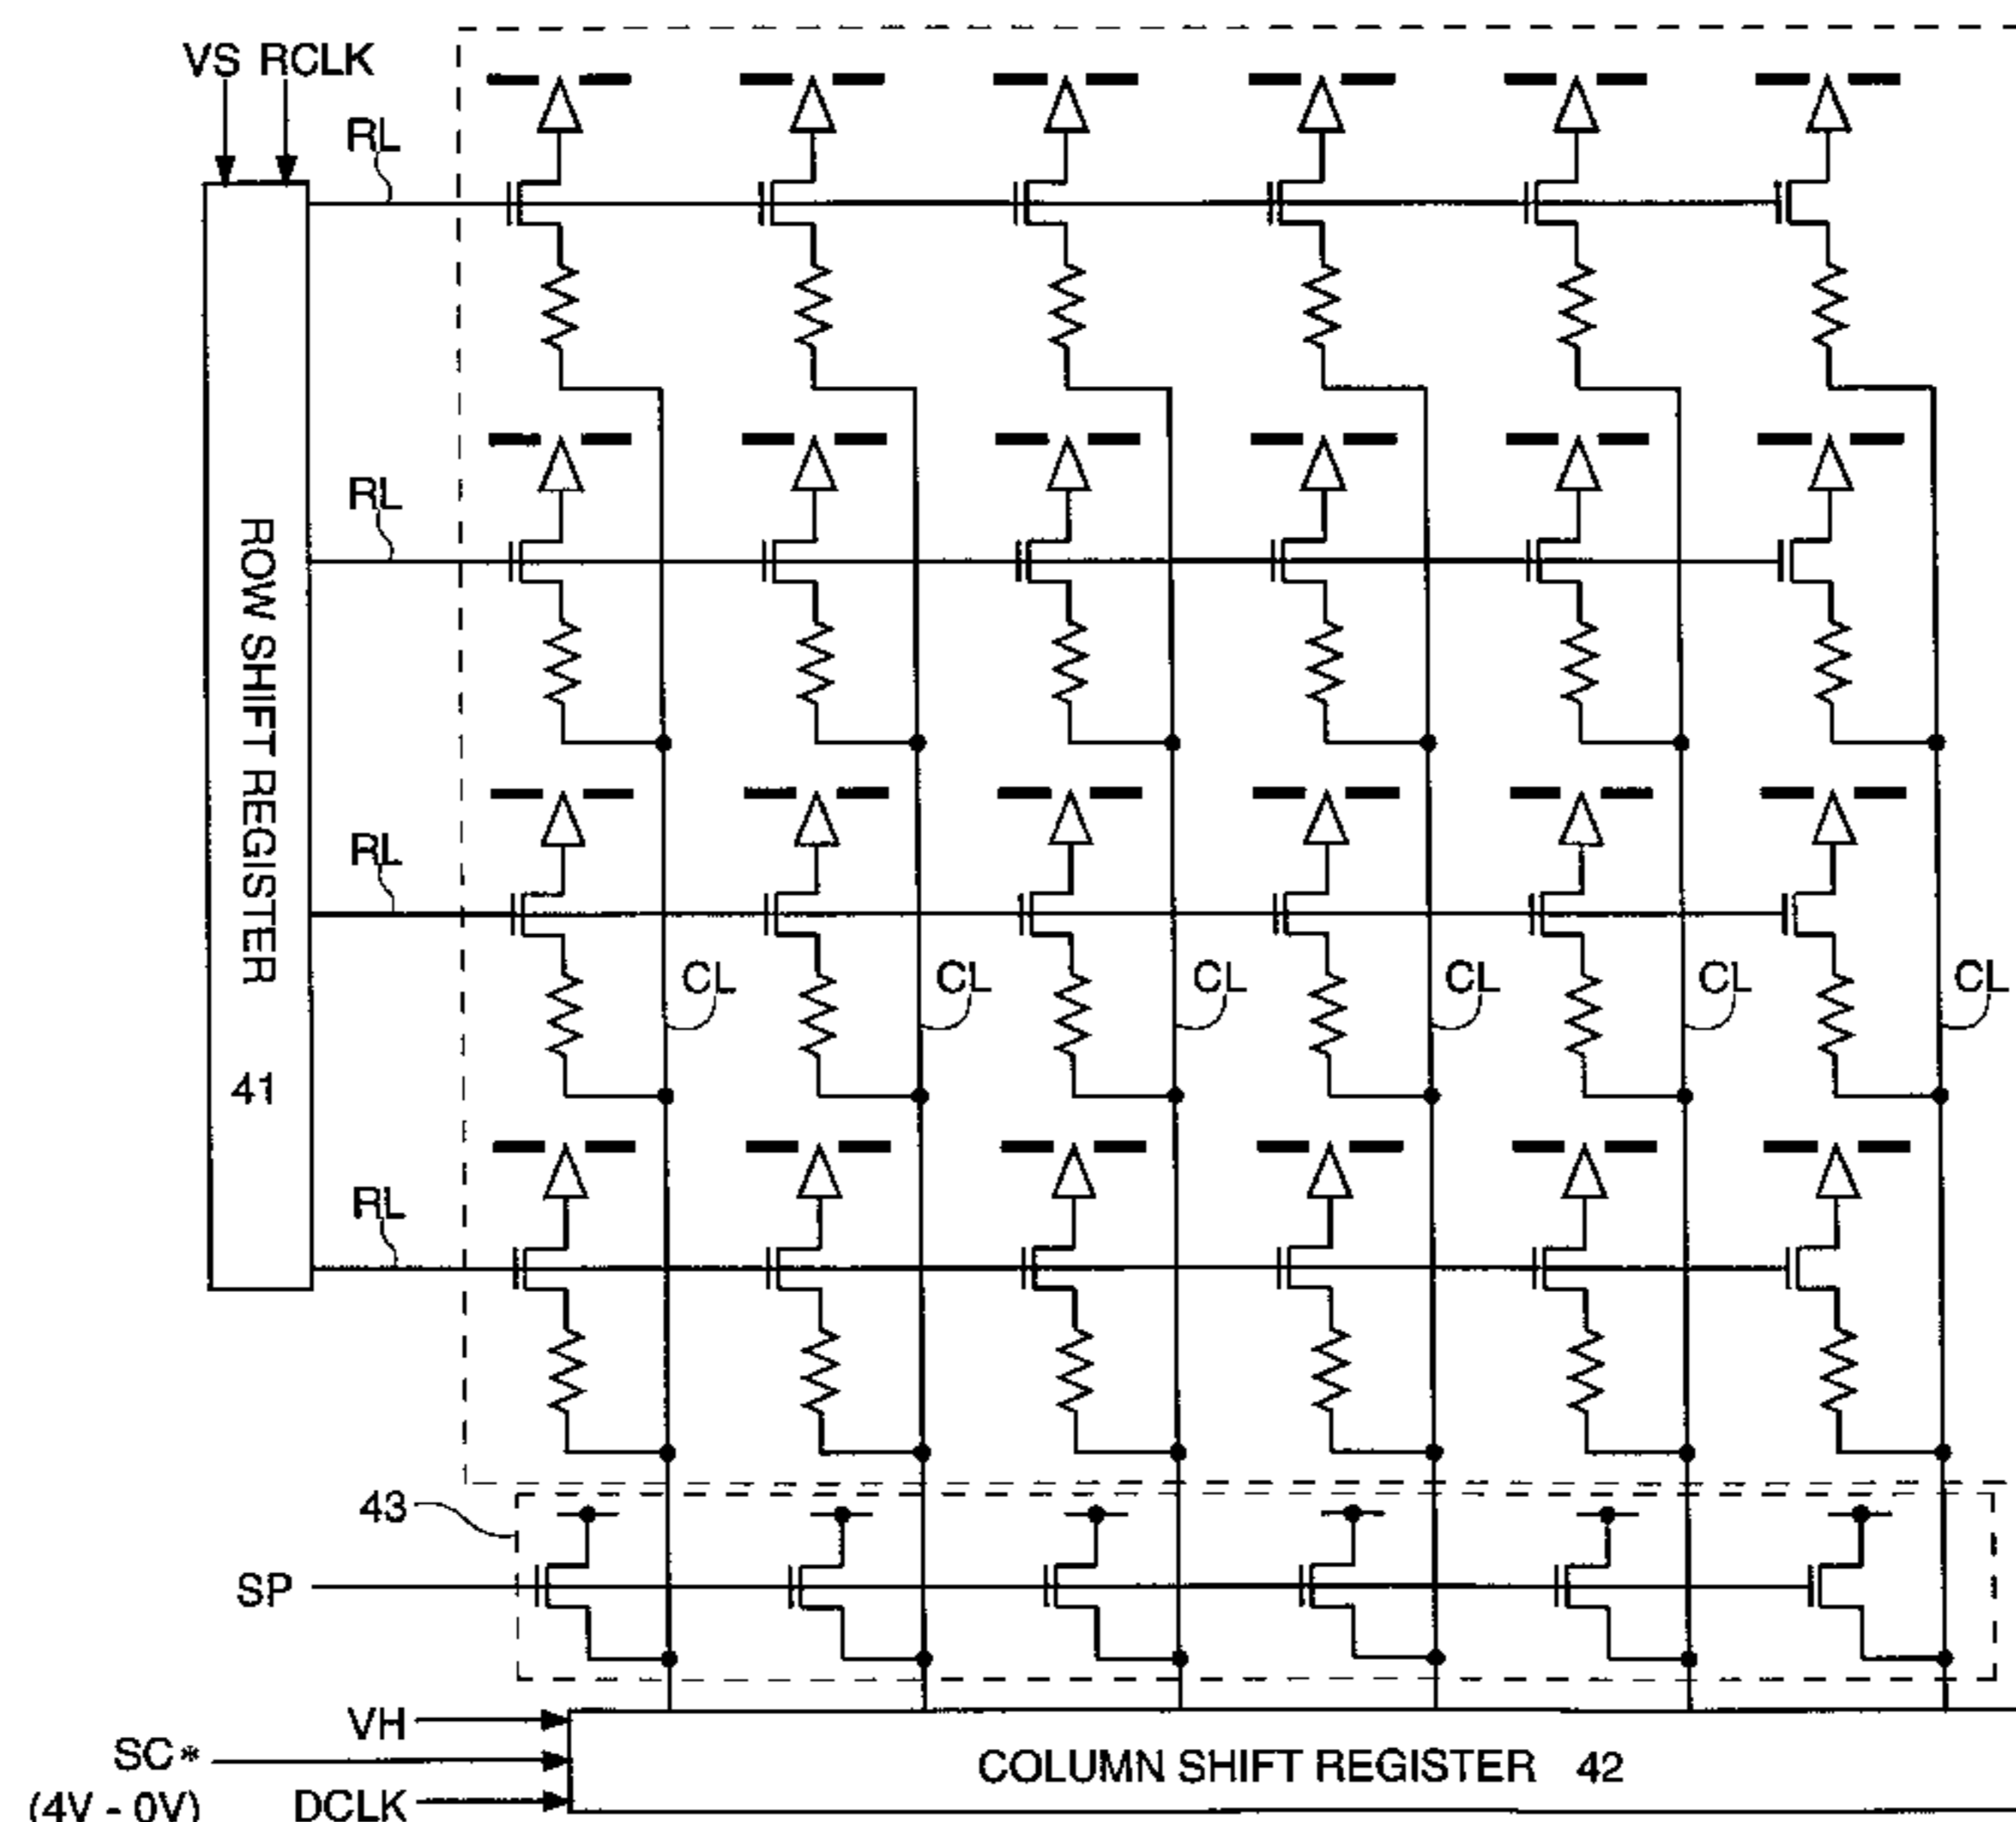 VS RCLK
RL
RL
ROW SHIFT REGISTER
41
RL
CL CL CL CL CL CL
RL
43
SP
VH
SC*
(4V - 0V)
DCLK
COLUMN SHIFT REGISTER 42